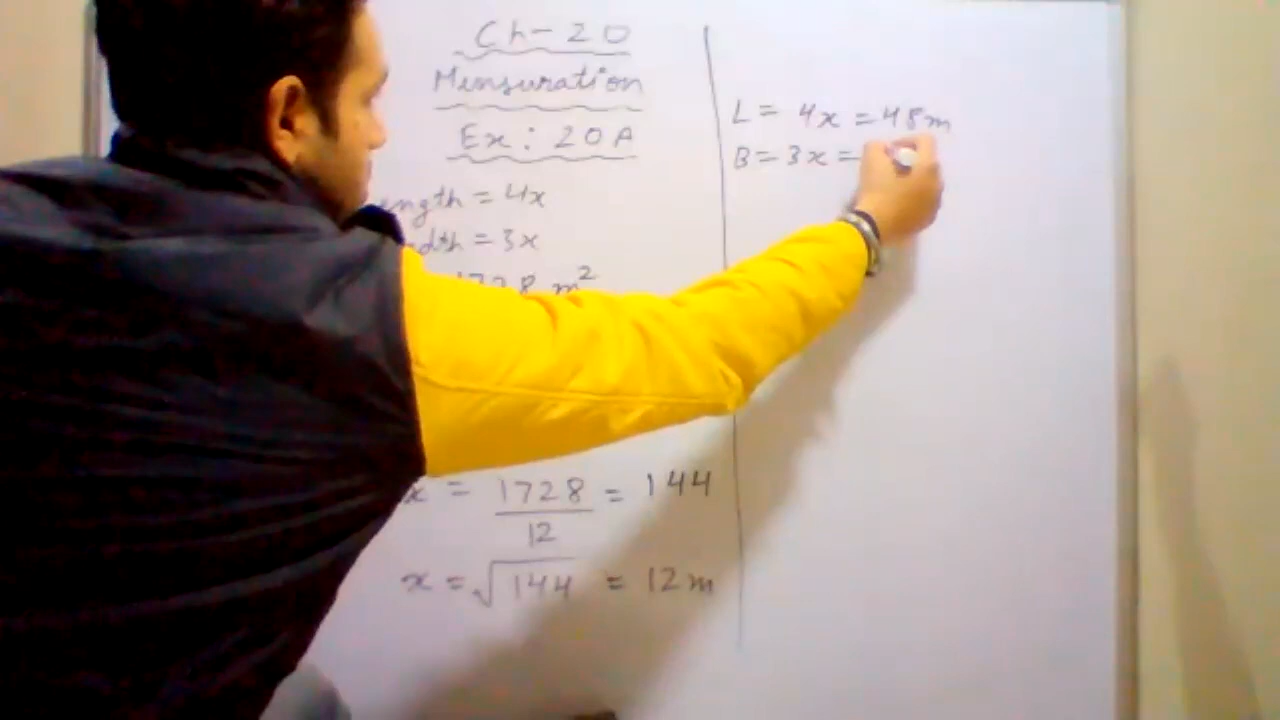 Ch-20
Mensuration
Ex: 20A
ength = 4x
dth = 3x
1728 m²
x = 1728/12 = 144
x = √144 = 12m
L = 4x = 48m
B = 3x =